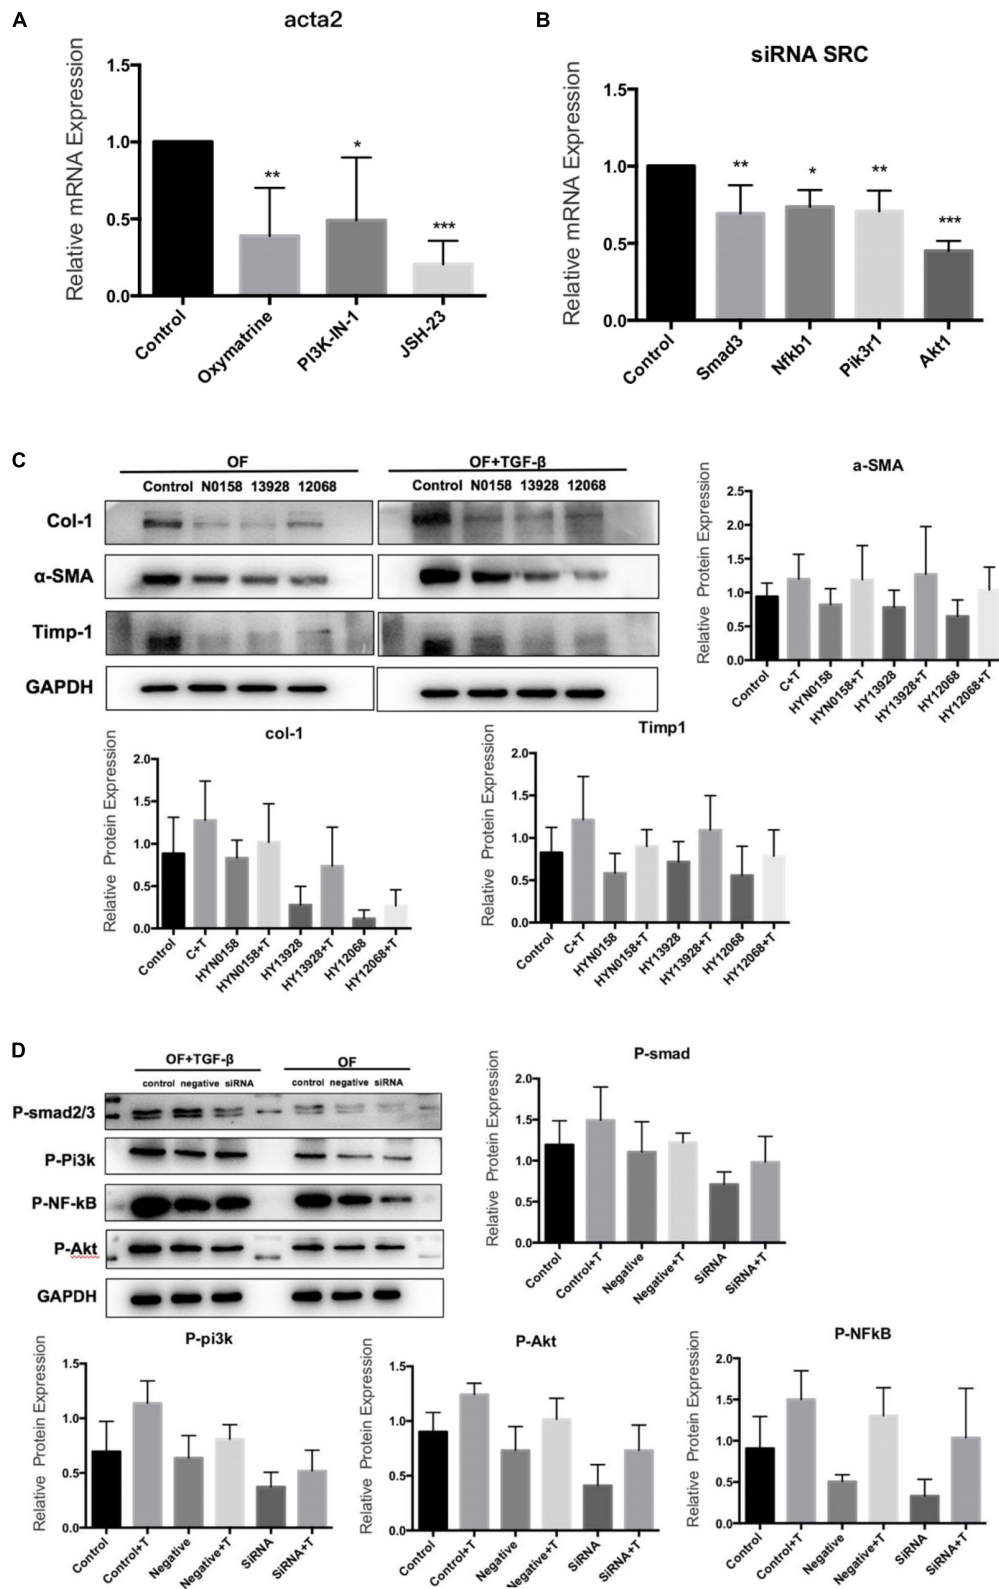 A
acta2
Relative mRNA Expression
1.5
1.0
0.5
0.0
**
*
***
Control
Oxymatrine
PI3K-IN-1
JSH-23
B
siRNA SRC
Relative mRNA Expression
1.5
1.0
0.5
0.0
**
*
**
***
Control
Smad3
Nfkb1
Pik3r1
Akt1
C
OF
OF+TGF-β
Control N0158 13928 12068
Control N0158 13928 12068
Col-1
α-SMA
Timp-1
GAPDH
a-SMA
Relative Protein Expression
2.5
2.0
1.5
1.0
0.5
0.0
Control
C+T
HYN0158
HYN0158+T
HY13928
HY13928+T
HY12068
HY12068+T
col-1
Relative Protein Expression
2.0
1.5
1.0
0.5
0.0
Control
C+T
HYN0158
HYN0158+T
HY13928
HY13928+T
HY12068
HY12068+T
Timp1
Relative Protein Expression
2.0
1.5
1.0
0.5
0.0
Control
C+T
HYN0158
HYN0158+T
HY13928
HY13928+T
HY12068
HY12068+T
D
OF+TGF-β
OF
control negative siRNA
control negative siRNA
P-smad2/3
P-Pi3k
P-NF-kB
P-Akt
GAPDH
P-smad
Relative Protein Expression
2.0
1.5
1.0
0.5
0.0
Control
Control+T
Negative
Negative+T
SiRNA
SiRNA+T
P-pi3k
Relative Protein Expression
1.5
1.0
0.5
0.0
Control
Control+T
Negative
Negative+T
SiRNA
SiRNA+T
P-Akt
Relative Protein Expression
1.5
1.0
0.5
0.0
Control
Control+T
Negative
Negative+T
SiRNA
SiRNA+T
P-NFkB
Relative Protein Expression
2.0
1.5
1.0
0.5
0.0
Control
Control+T
Negative
Negative+T
SiRNA
SiRNA+T